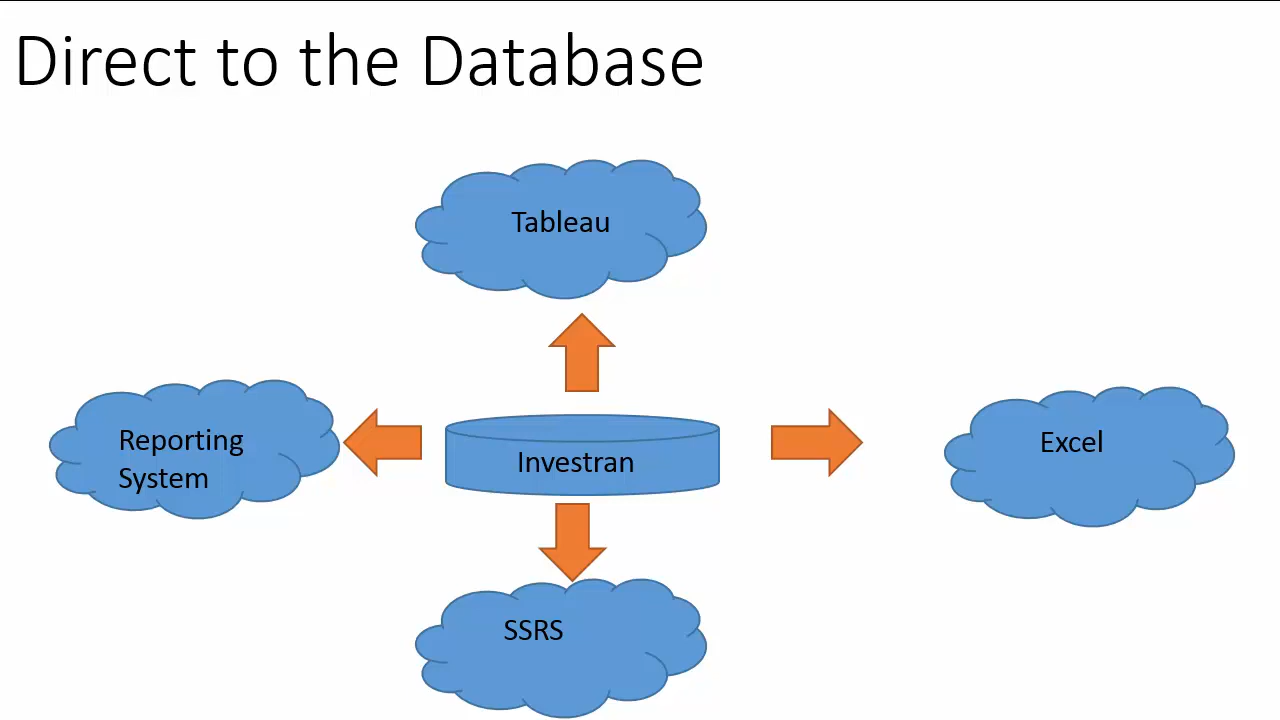 Direct to the Database
Tableau
Reporting
System
Investran
Excel
SSRS